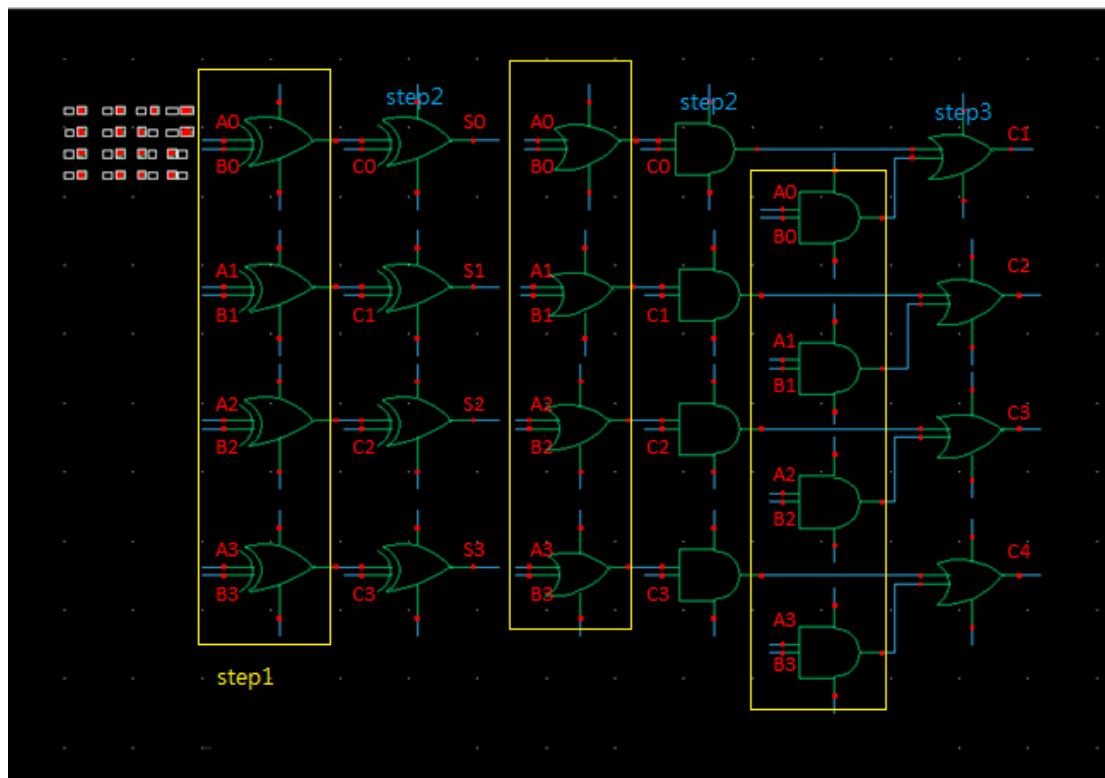 step2
step2
step3
A0
B0
C0
S0
A0
B0
C0
A0
B0
C1
A1
B1
C1
S1
A1
B1
C1
A1
B1
C2
A2
B2
C2
S2
A2
B2
C2
A2
B2
C3
A3
B3
C3
S3
A3
B3
C3
A3
B3
C4
step1